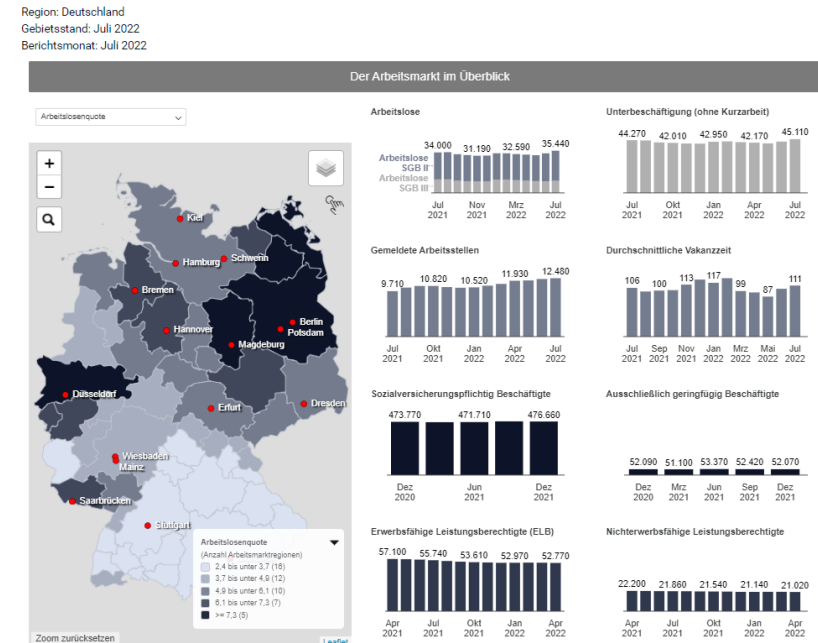 Region: Deutschland
Gebietsstand: Juli 2022
Berichtsmonat: Juli 2022
Der Arbeitsmarkt im Überblick
Arbeitslosenquote
+
−
Kiel
Hamburg
Schwerin
Bremen
Hannover
Berlin
Potsdam
Magdeburg
Düsseldorf
Erfurt
Dresden
Wiesbaden
Mainz
Saarbrücken
Stuttgart
Arbeitslosenquote
(Anzahl Arbeitsmarktregionen)
2,4 bis unter 3,7 (16)
3,7 bis unter 4,9 (12)
4,9 bis unter 6,1 (10)
6,1 bis unter 7,3 (7)
>= 7,3 (5)
Zoom zurücksetzen
Leaflet
Arbeitslose
34.000 31.190 32.590 35.440
Arbeitslose
SGB II
Arbeitslose
SGB III
Jul Nov Mrz Jul
2021 2021 2022 2022
Unterbeschäftigung (ohne Kurzarbeit)
44.270 42.010 42.950 42.170 45.110
Jul Okt Jan Apr Jul
2021 2021 2022 2022 2022
Gemeldete Arbeitsstellen
9.710 10.820 10.520 11.930 12.480
Jul Okt Jan Apr Jul
2021 2021 2022 2022 2022
Durchschnittliche Vakanzzeit
106 100 113 117 99 87 111
Jul Sep Nov Jan Mrz Mai Jul
2021 2021 2021 2022 2022 2022 2022
Sozialversicherungspflichtig Beschäftigte
473.770 471.710 476.660
Dez Jun Dez
2020 2021 2021
Ausschließlich geringfügig Beschäftigte
52.090 51.100 53.370 52.420 52.070
Dez Mrz Jun Sep Dez
2020 2021 2021 2021 2021
Erwerbsfähige Leistungsberechtigte (ELB)
57.100 55.740 53.610 52.970 52.770
Apr Jul Okt Jan Apr
2021 2021 2021 2022 2022
Nichterwerbsfähige Leistungsberechtigte
22.200 21.860 21.540 21.140 21.020
Apr Jul Okt Jan Apr
2021 2021 2021 2022 2022